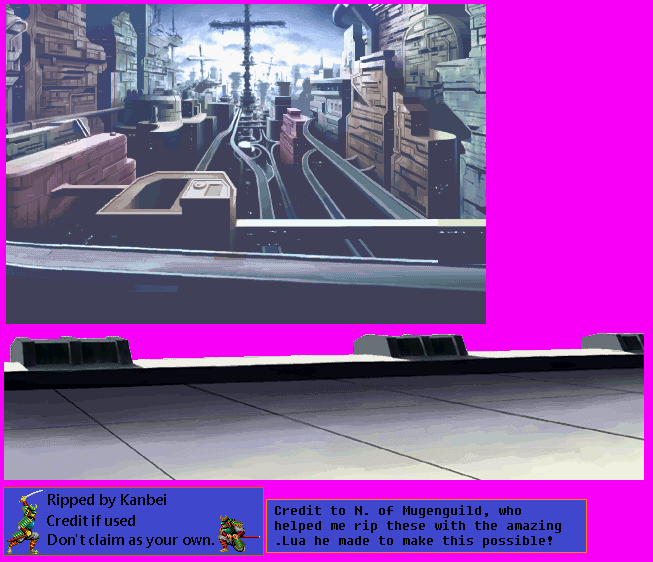 Ripped by Kanbei
Credit if used
Don't claim as your own.
Credit to N. of Mugenguild, who
helped me rip these with the amazing
.Lua he made to make this possible!